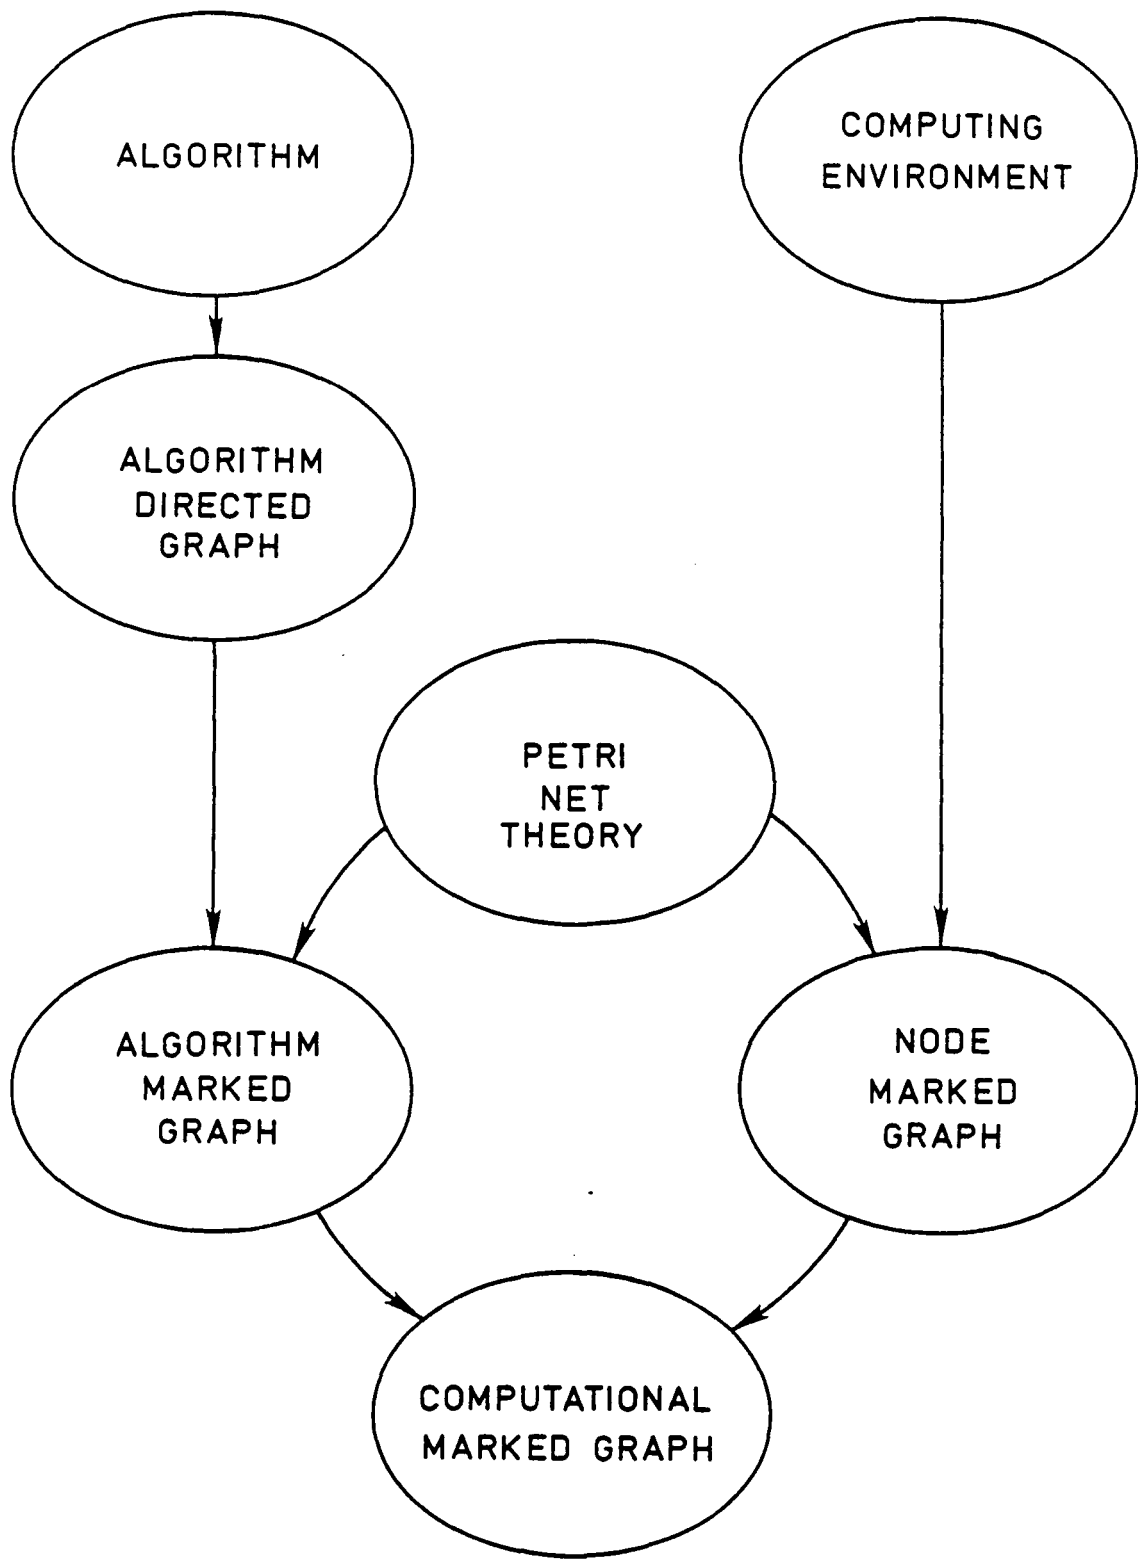 ALGORITHM
COMPUTING
ENVIRONMENT
ALGORITHM
DIRECTED
GRAPH
PETRI
NET
THEORY
ALGORITHM
MARKED
GRAPH
NODE
MARKED
GRAPH
COMPUTATIONAL
MARKED GRAPH